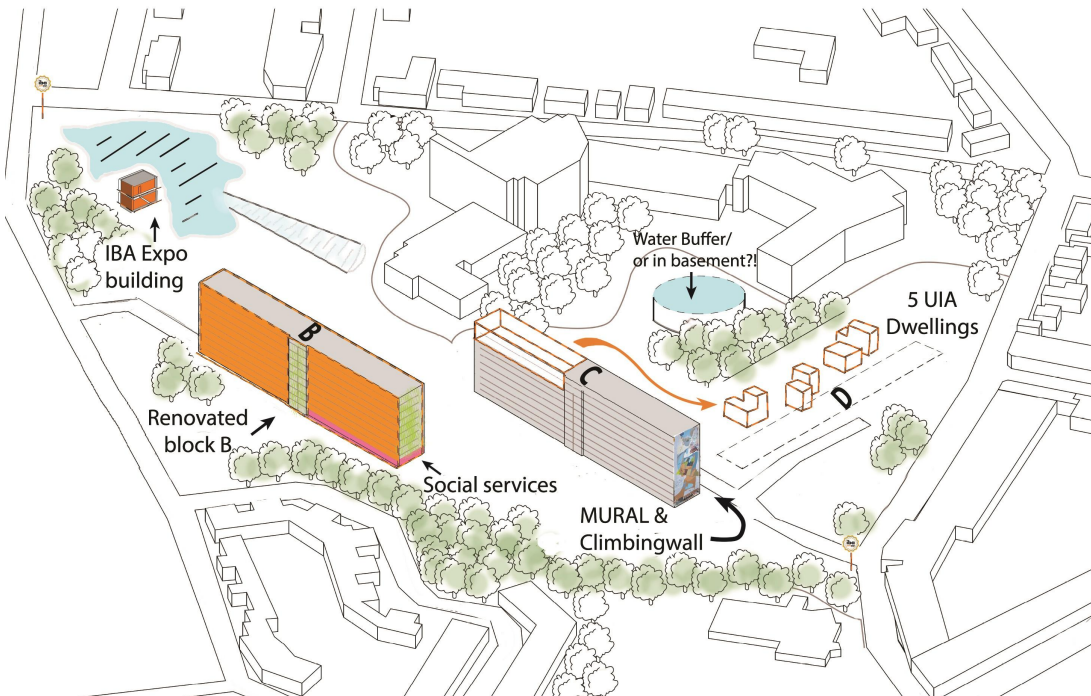 IBA Expo
building
Water Buffer/
or in basement?!
5 UIA
Dwellings
B
C
D
Renovated
block B.
Social services
MURAL &
Climbingwall